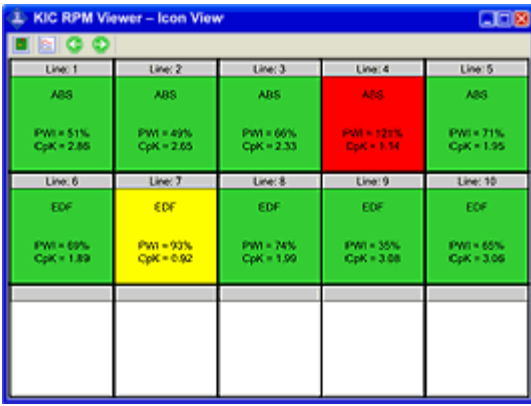 KIC RPM Viewer – Icon View
Line: 1 Line: 2 Line: 3 Line: 4 Line: 5
ABS ABS ABS ABS ABS
PWI = 51% PWI = 49% PWI = 66% PWI = 121% PWI = 71%
CpK = 2.86 CpK = 2.65 CpK = 2.33 CpK = 1.14 CpK = 1.95
Line: 6 Line: 7 Line: 8 Line: 9 Line: 10
EDF EDF EDF EDF EDF
PWI = 69% PWI = 93% PWI = 74% PWI = 35% PWI = 65%
CpK = 1.89 CpK = 0.92 CpK = 1.99 CpK = 3.08 CpK = 3.06